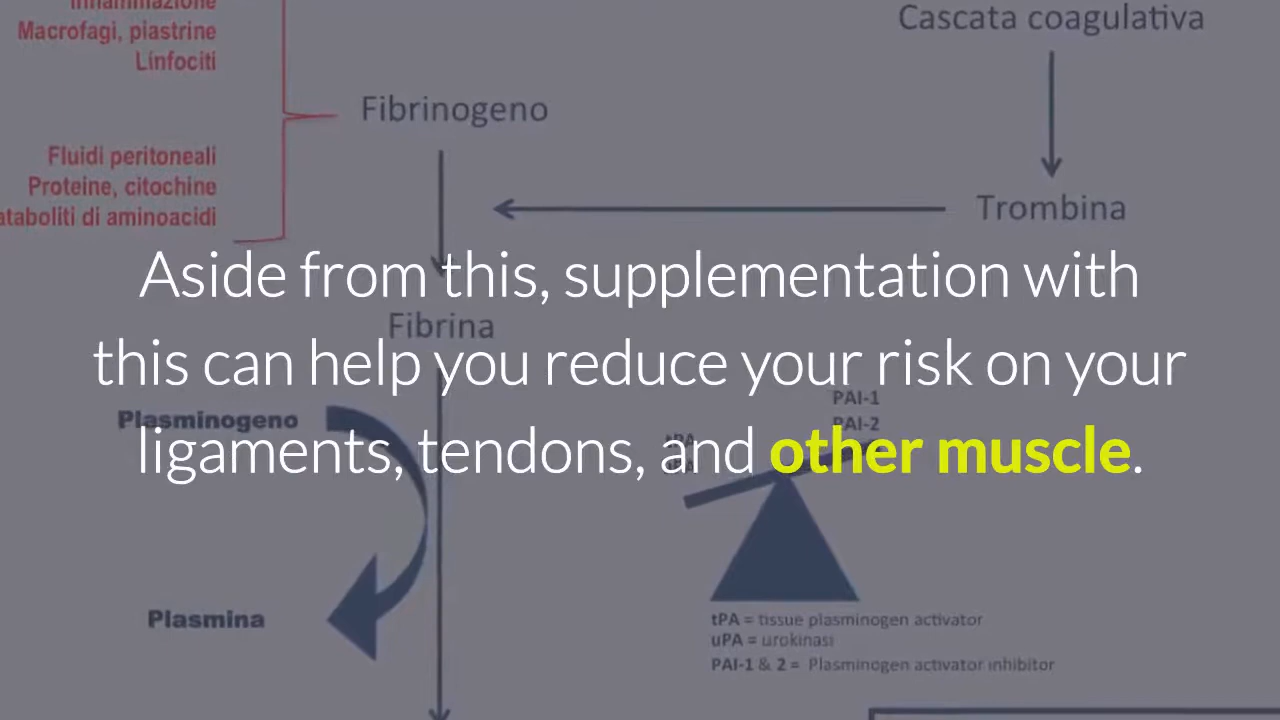 Infiammazione
Macrofagi, piastrine
Linfociti
Cascata coagulativa
Fibrinogeno
Fluidi peritoneali
Proteine, citochine
ataboliti di aminoacidi
Trombina
Aside from this, supplementation with
this can help you reduce your risk on your
ligaments, tendons, and other muscle.
Fibrina
Plasminogeno
PAI-1
PAI-2
tPA
Plasmina
tPA = tissue plasminogen activator
uPA = urokinasi
PAI-1 & 2 = Plasminogen activator inhibitor